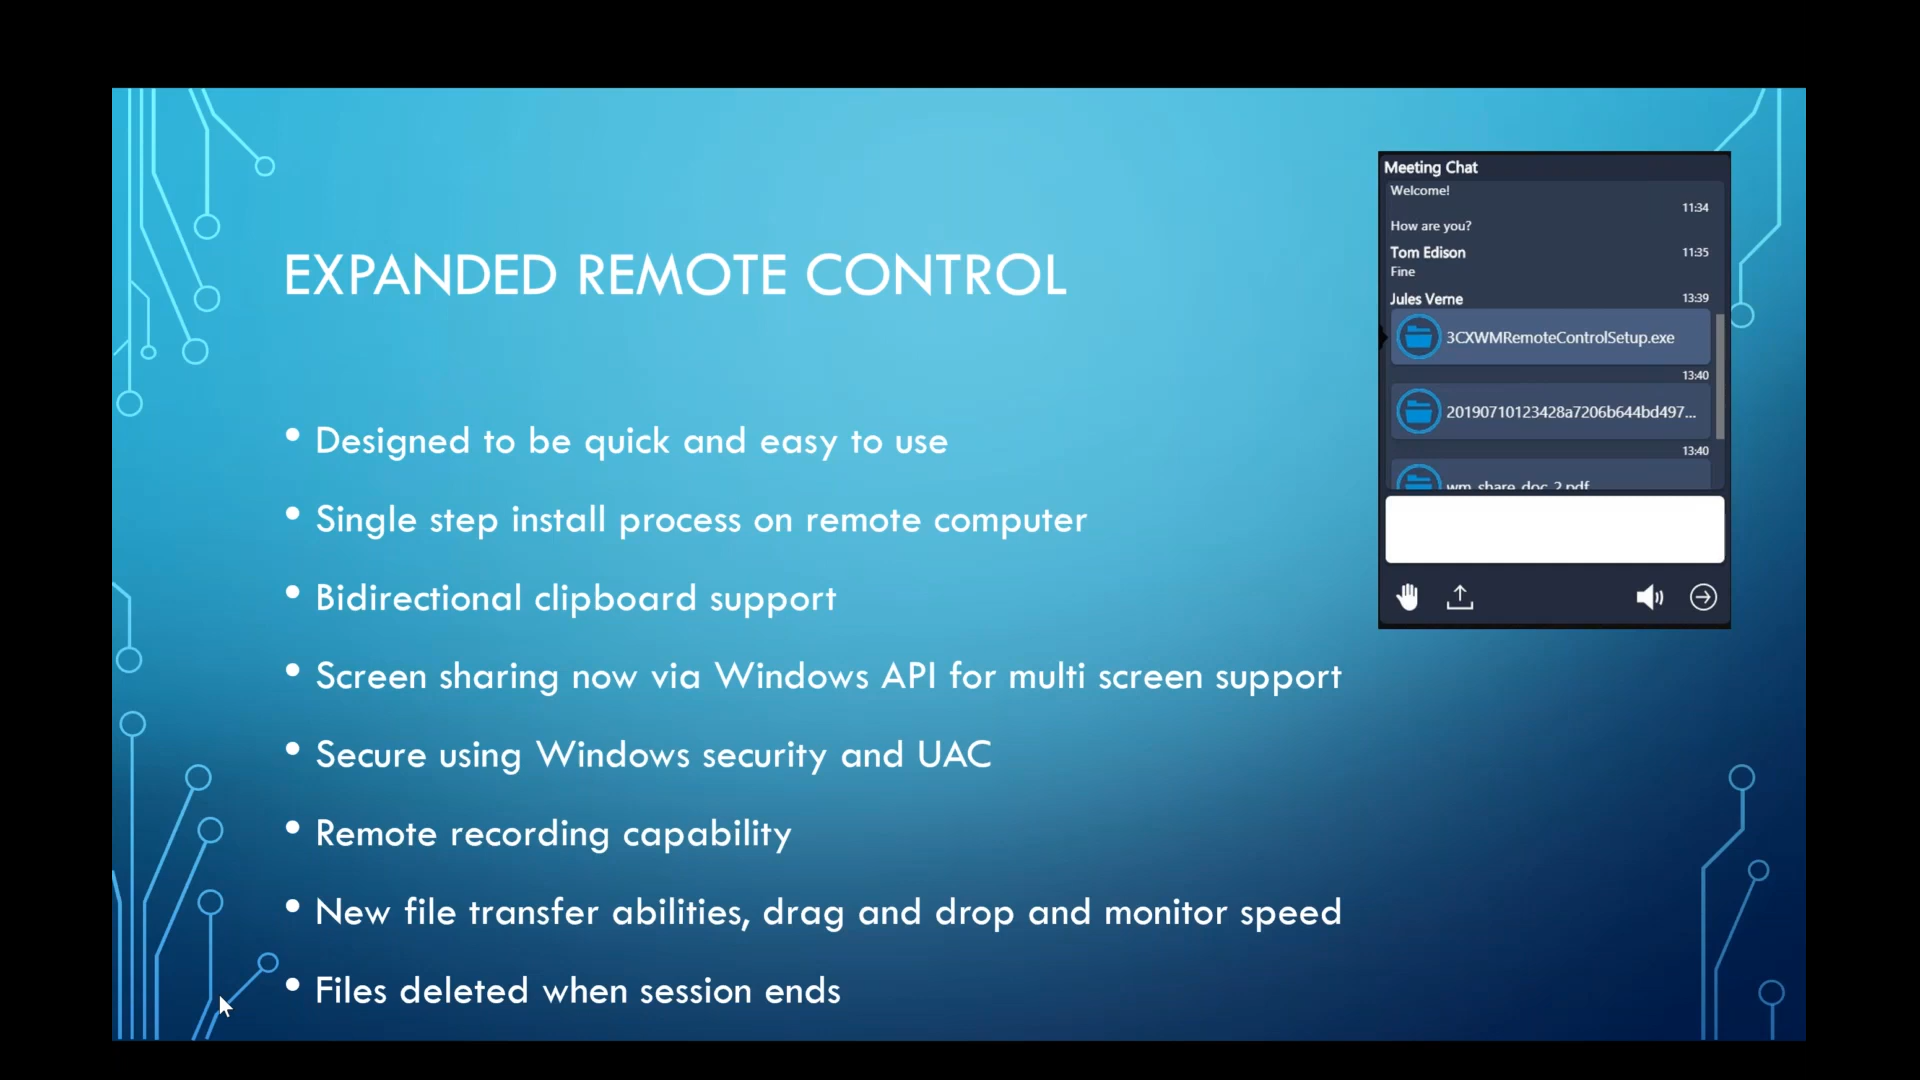 EXPANDED REMOTE CONTROL
• Designed to be quick and easy to use
• Single step install process on remote computer
• Bidirectional clipboard support
• Screen sharing now via Windows API for multi screen support
• Secure using Windows security and UAC
• Remote recording capability
• New file transfer abilities, drag and drop and monitor speed
• Files deleted when session ends
Meeting Chat
Welcome!
11:34
How are you?
Tom Edison 11:35
Fine
Jules Verne 13:39
3CXWMRemoteControlSetup.exe
13:40
20190710123428a7206b644bd497...
13:40
wm_share_doc_2.pdf